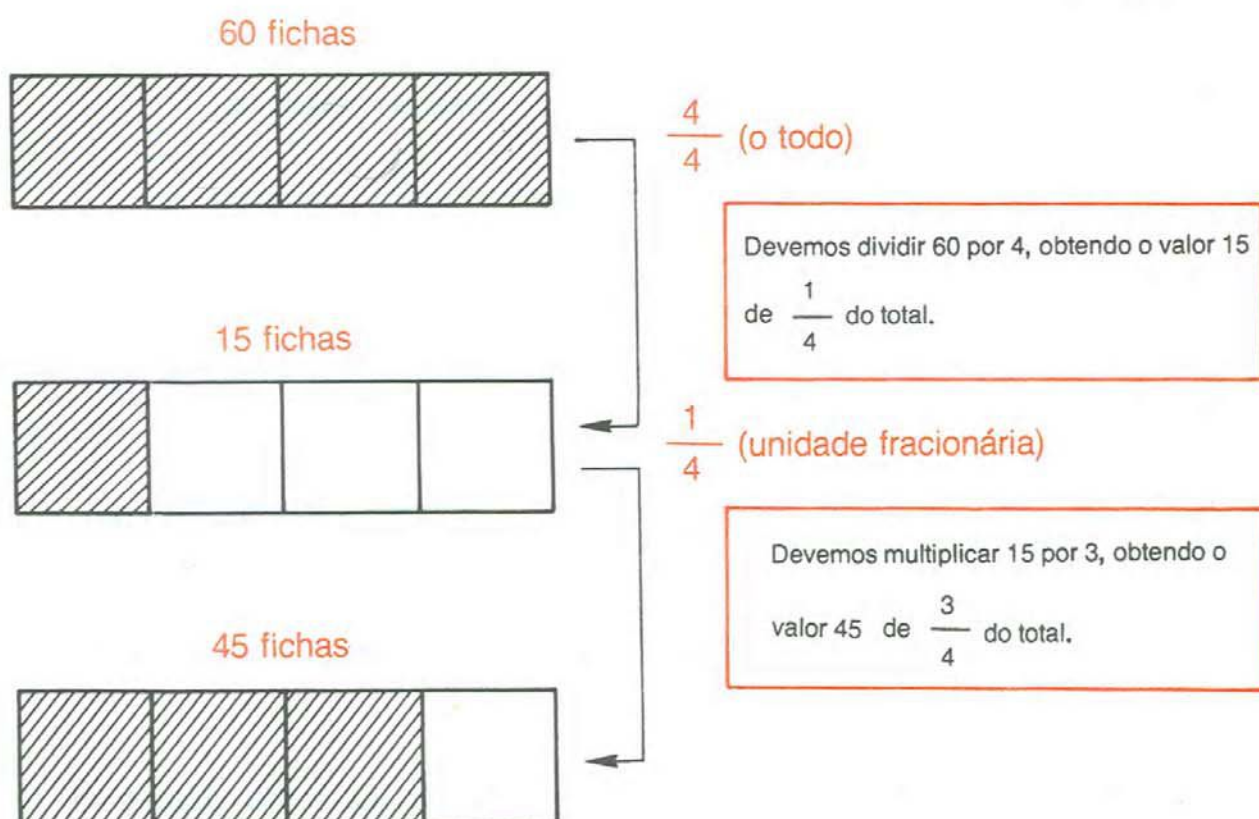 60 fichas
4
4
(o todo)
Devemos dividir 60 por 4, obtendo o valor 15
1
de
4
do total.
15 fichas
1
4
(unidade fracionária)
Devemos multiplicar 15 por 3, obtendo o
3
valor 45 de
4
do total.
45 fichas